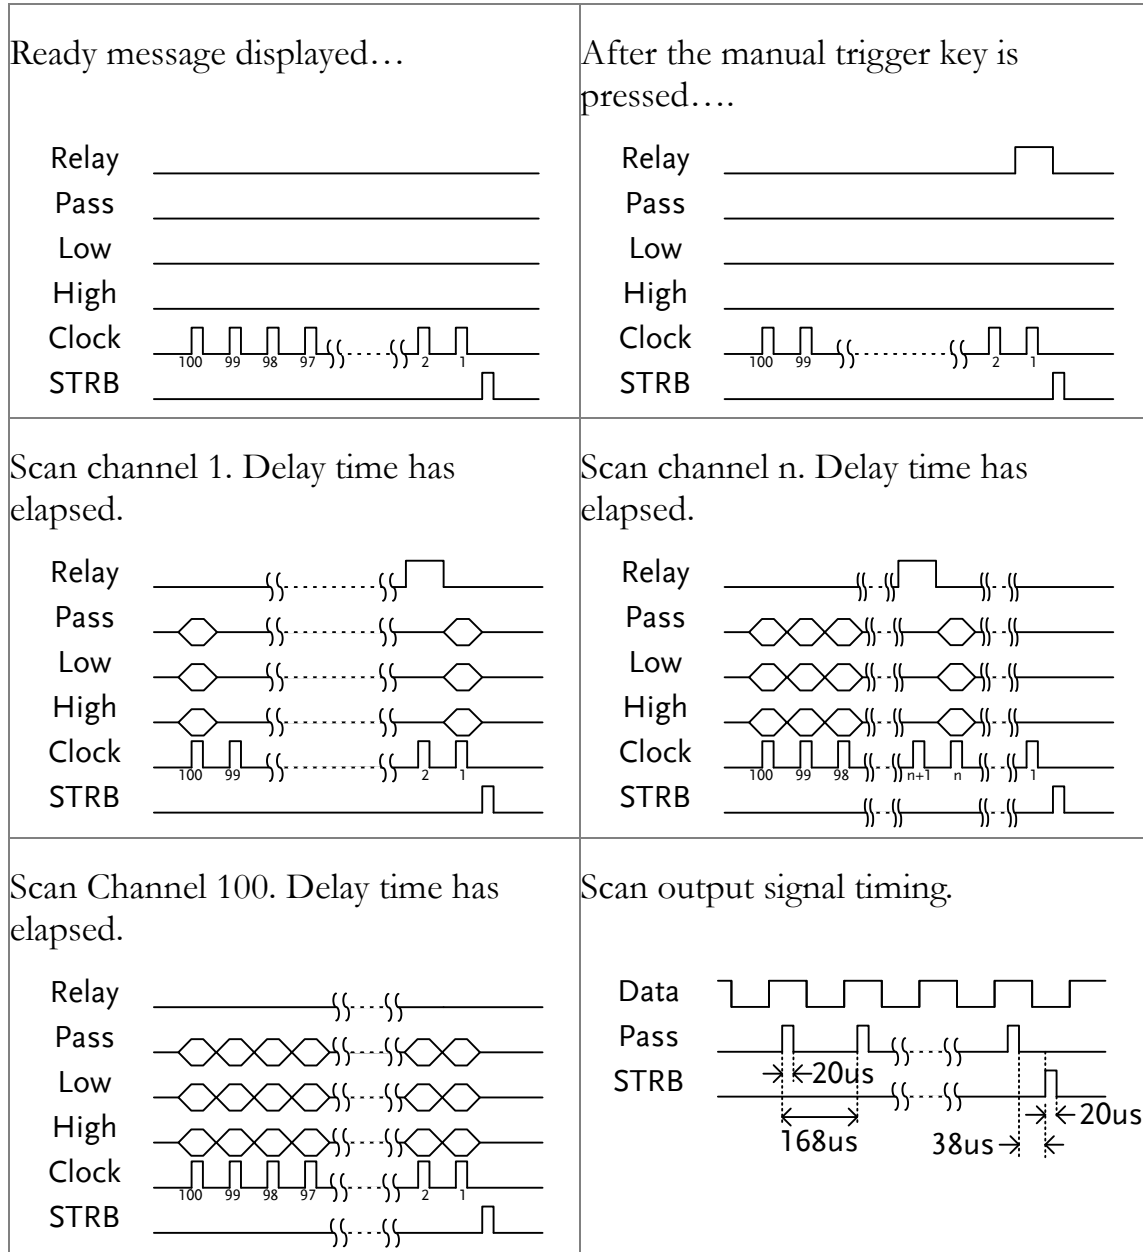 Ready message displayed…
Relay
Pass
Low
High
Clock
100 99 98 97 2 1
STRB
After the manual trigger key is
pressed….
Relay
Pass
Low
High
Clock
100 99 2 1
STRB
Scan channel 1. Delay time has
elapsed.
Relay
Pass
Low
High
Clock
100 99 2 1
STRB
Scan channel n. Delay time has
elapsed.
Relay
Pass
Low
High
Clock
100 99 98 n+1 n 1
STRB
Scan Channel 100. Delay time has
elapsed.
Relay
Pass
Low
High
Clock
100 99 98 97 2 1
STRB
Scan output signal timing.
Data
Pass
STRB
20us
168us
38us
20us